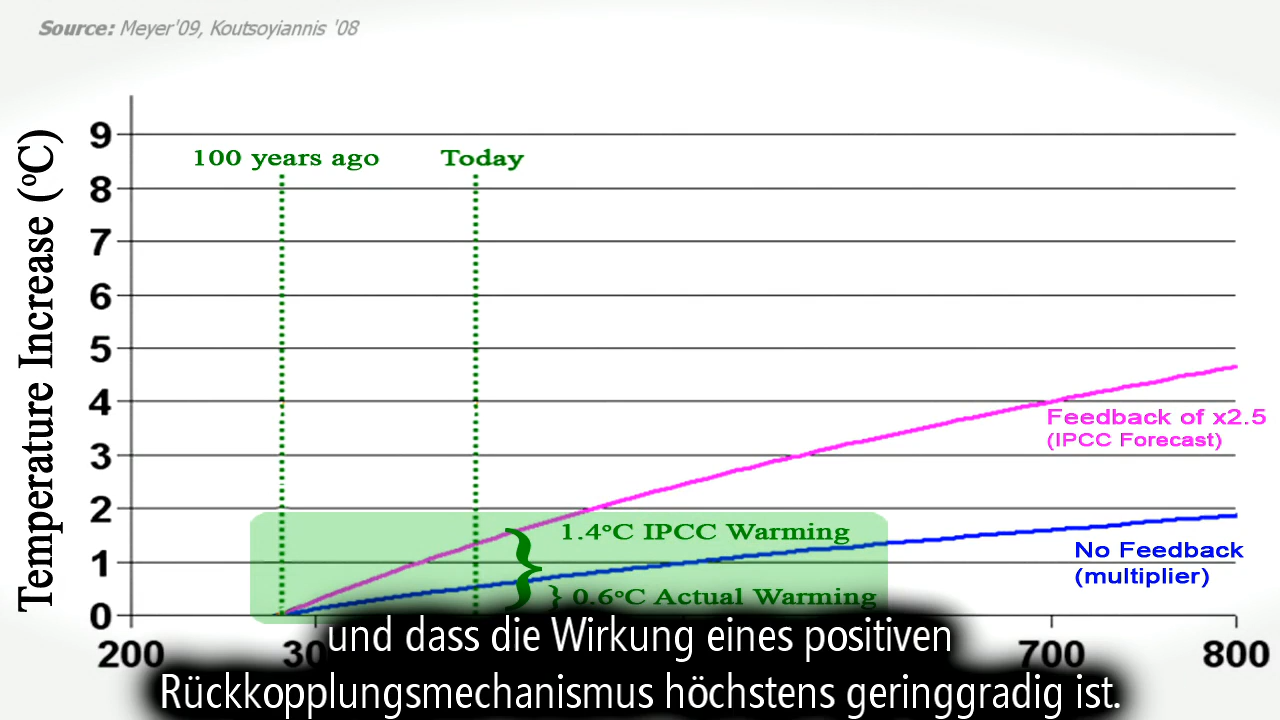 Source: Meyer'09, Koutsoyiannis '08
Temperature Increase (ºC)
9
8
7
6
5
4
3
2
1
0
100 years ago
Today
Feedback of x2.5
(IPCC Forecast)
1.4ºC IPCC Warming
No Feedback
(multiplier)
0.6ºC Actual Warming
200
700
800
und dass die Wirkung eines positiven
Rückkopplungsmechanismus höchstens geringgradig ist.